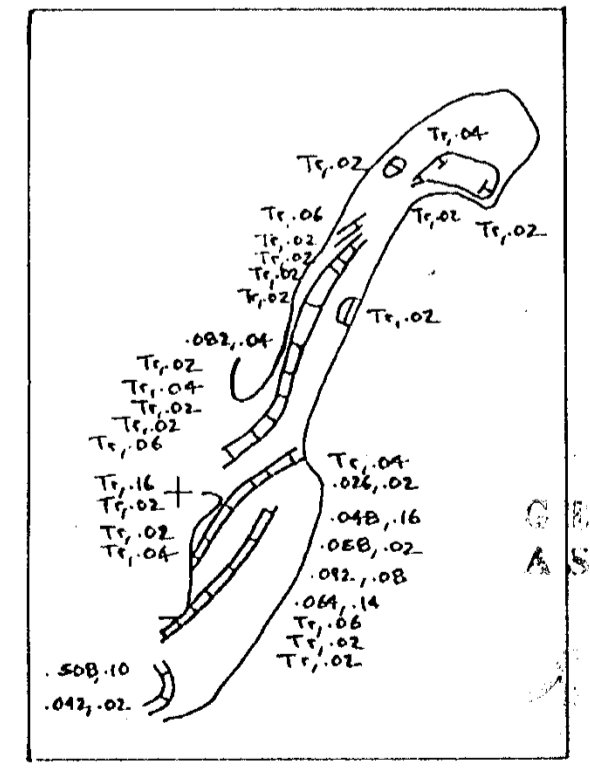 Tr, .04
Tr, .02
Tr, .02
Tr, .02
Tr, .06
Tr, .02
Tr, .02
Tr, .02
Tr, .02
Tr, .02
.082, .04
Tr, .02
Tr, .04
Tr, .02
Tr, .02
Tr, .06
Tr, .16
Tr, .02
Tr, .02
Tr, .04
Tr, .04
.026, .02
.048, .16
.088, .02
.092, .08
.064, .14
Tr, .06
Tr, .02
Tr, .02
.508, .10
.042, .02
G
A S